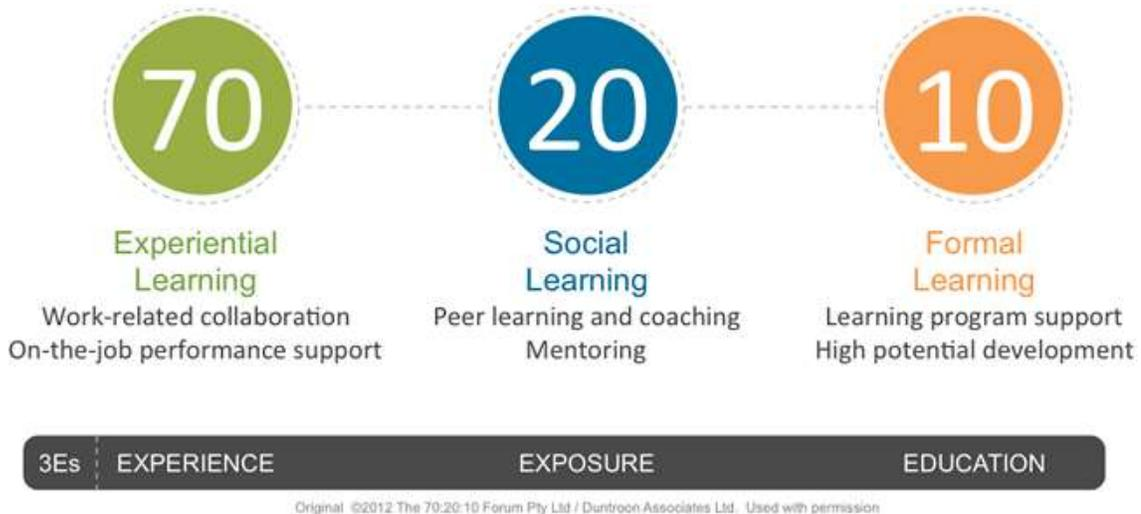 70
20
10
Experiential
Learning
Work-related collaboration
On-the-job performance support
Social
Learning
Peer learning and coaching
Mentoring
Formal
Learning
Learning program support
High potential development
3Es EXPERIENCE EXPOSURE EDUCATION
Original ©2012 The 70:20:10 Forum Pty Ltd / Duntroon Associates Ltd. Used with permission